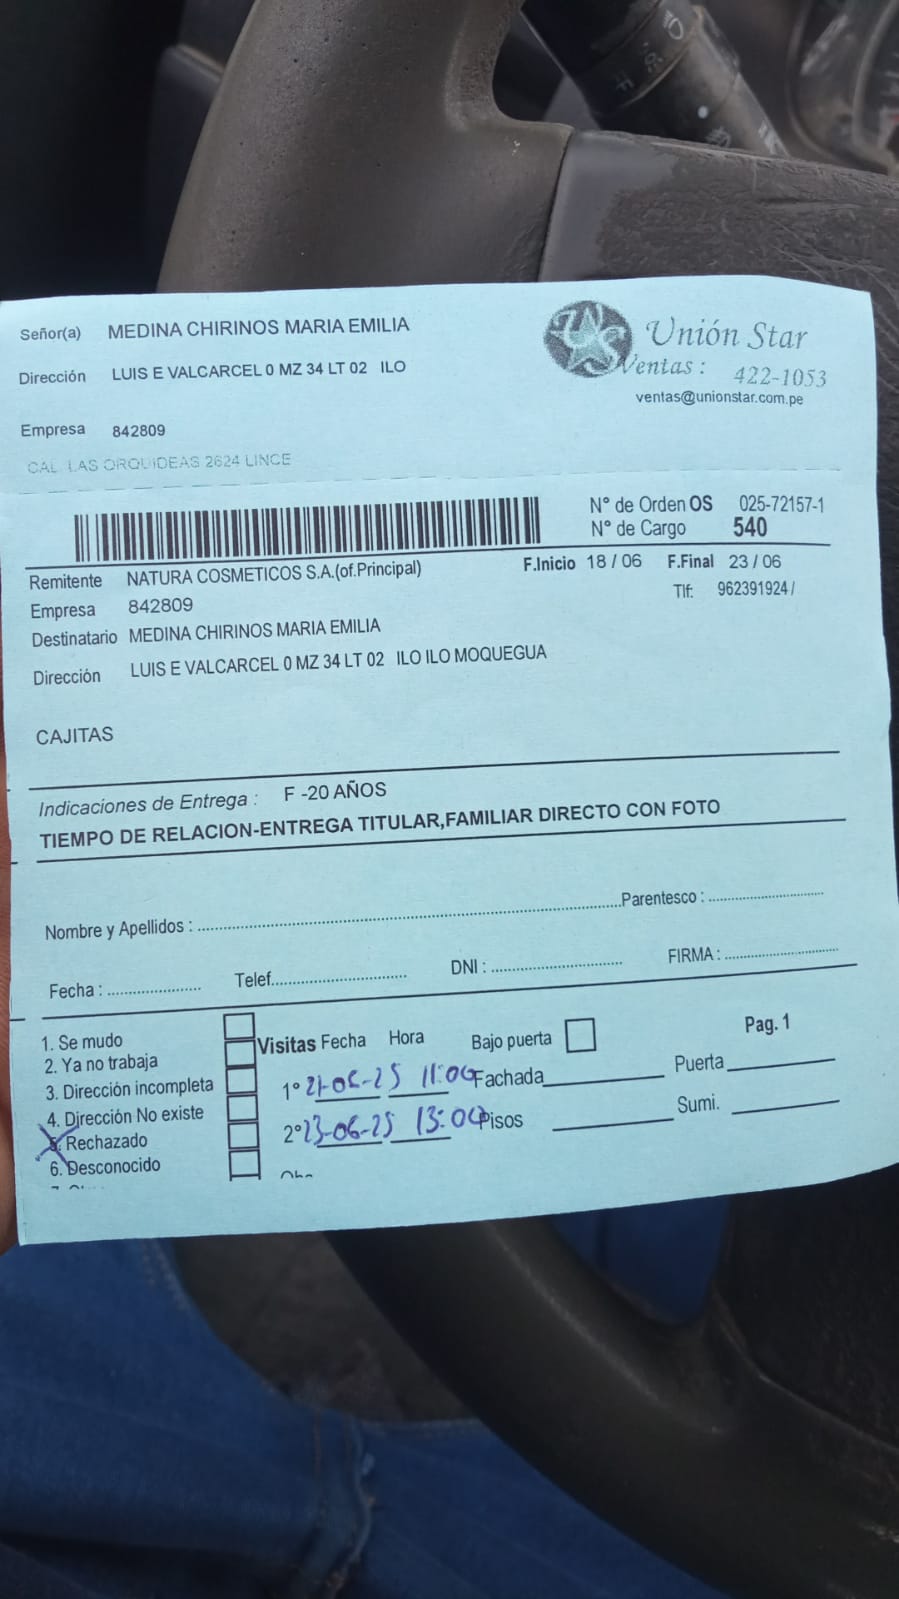 Señor(a) MEDINA CHIRINOS MARIA EMILIA
Unión Star
Dirección LUIS E VALCARCEL 0 MZ 34 LT 02 ILO
Ventas : 422-1053
ventas@unionstar.com.pe
Empresa 842809
CAL LAS ORQUIDEAS 2624 LINCE
N° de Orden OS 025-72157-1
N° de Cargo 540
Remitente NATURA COSMETICOS S.A.(of.Principal) F.Inicio 18 / 06 F.Final 23 / 06
Empresa 842809 Tlf: 962391924 /
Destinatario MEDINA CHIRINOS MARIA EMILIA
Dirección LUIS E VALCARCEL 0 MZ 34 LT 02 ILO ILO MOQUEGUA
CAJITAS
Indicaciones de Entrega : F -20 AÑOS
TIEMPO DE RELACION-ENTREGA TITULAR,FAMILIAR DIRECTO CON FOTO
Nombre y Apellidos : Parentesco :
Fecha : Telef. DNI : FIRMA :
1. Se mudo
2. Ya no trabaja
3. Dirección incompleta
4. Dirección No existe
5. Rechazado
6. Desconocido
Visitas Fecha Hora Bajo puerta Pag. 1
1° 21-06-25 11:00 Fachada Puerta
2° 23-06-25 13:00 Pisos Sumi.